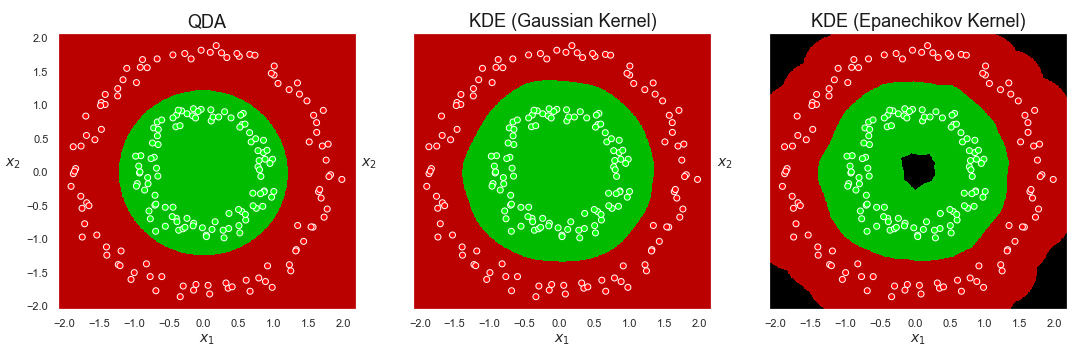 QDA
KDE (Gaussian Kernel)
KDE (Epanechikov Kernel)
2.0
1.5
1.0
0.5
0.0
−0.5
−1.0
−1.5
−2.0
x₂
x₂
x₂
−2.0 −1.5 −1.0 −0.5 0.0 0.5 1.0 1.5 2.0
−2.0 −1.5 −1.0 −0.5 0.0 0.5 1.0 1.5 2.0
−2.0 −1.5 −1.0 −0.5 0.0 0.5 1.0 1.5 2.0
x₁
x₁
x₁